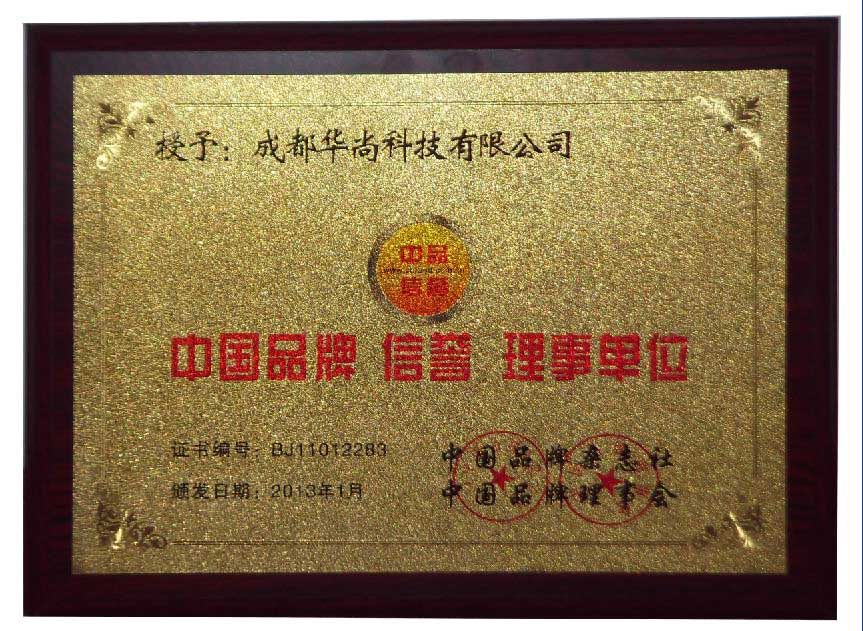 授予：成都华尚科技有限公司
中品
信誉
中国品牌 信誉 理事单位
证书编号：BJ11012283
颁发日期：2013年1月
中国品牌杂志社
中国品牌理事会